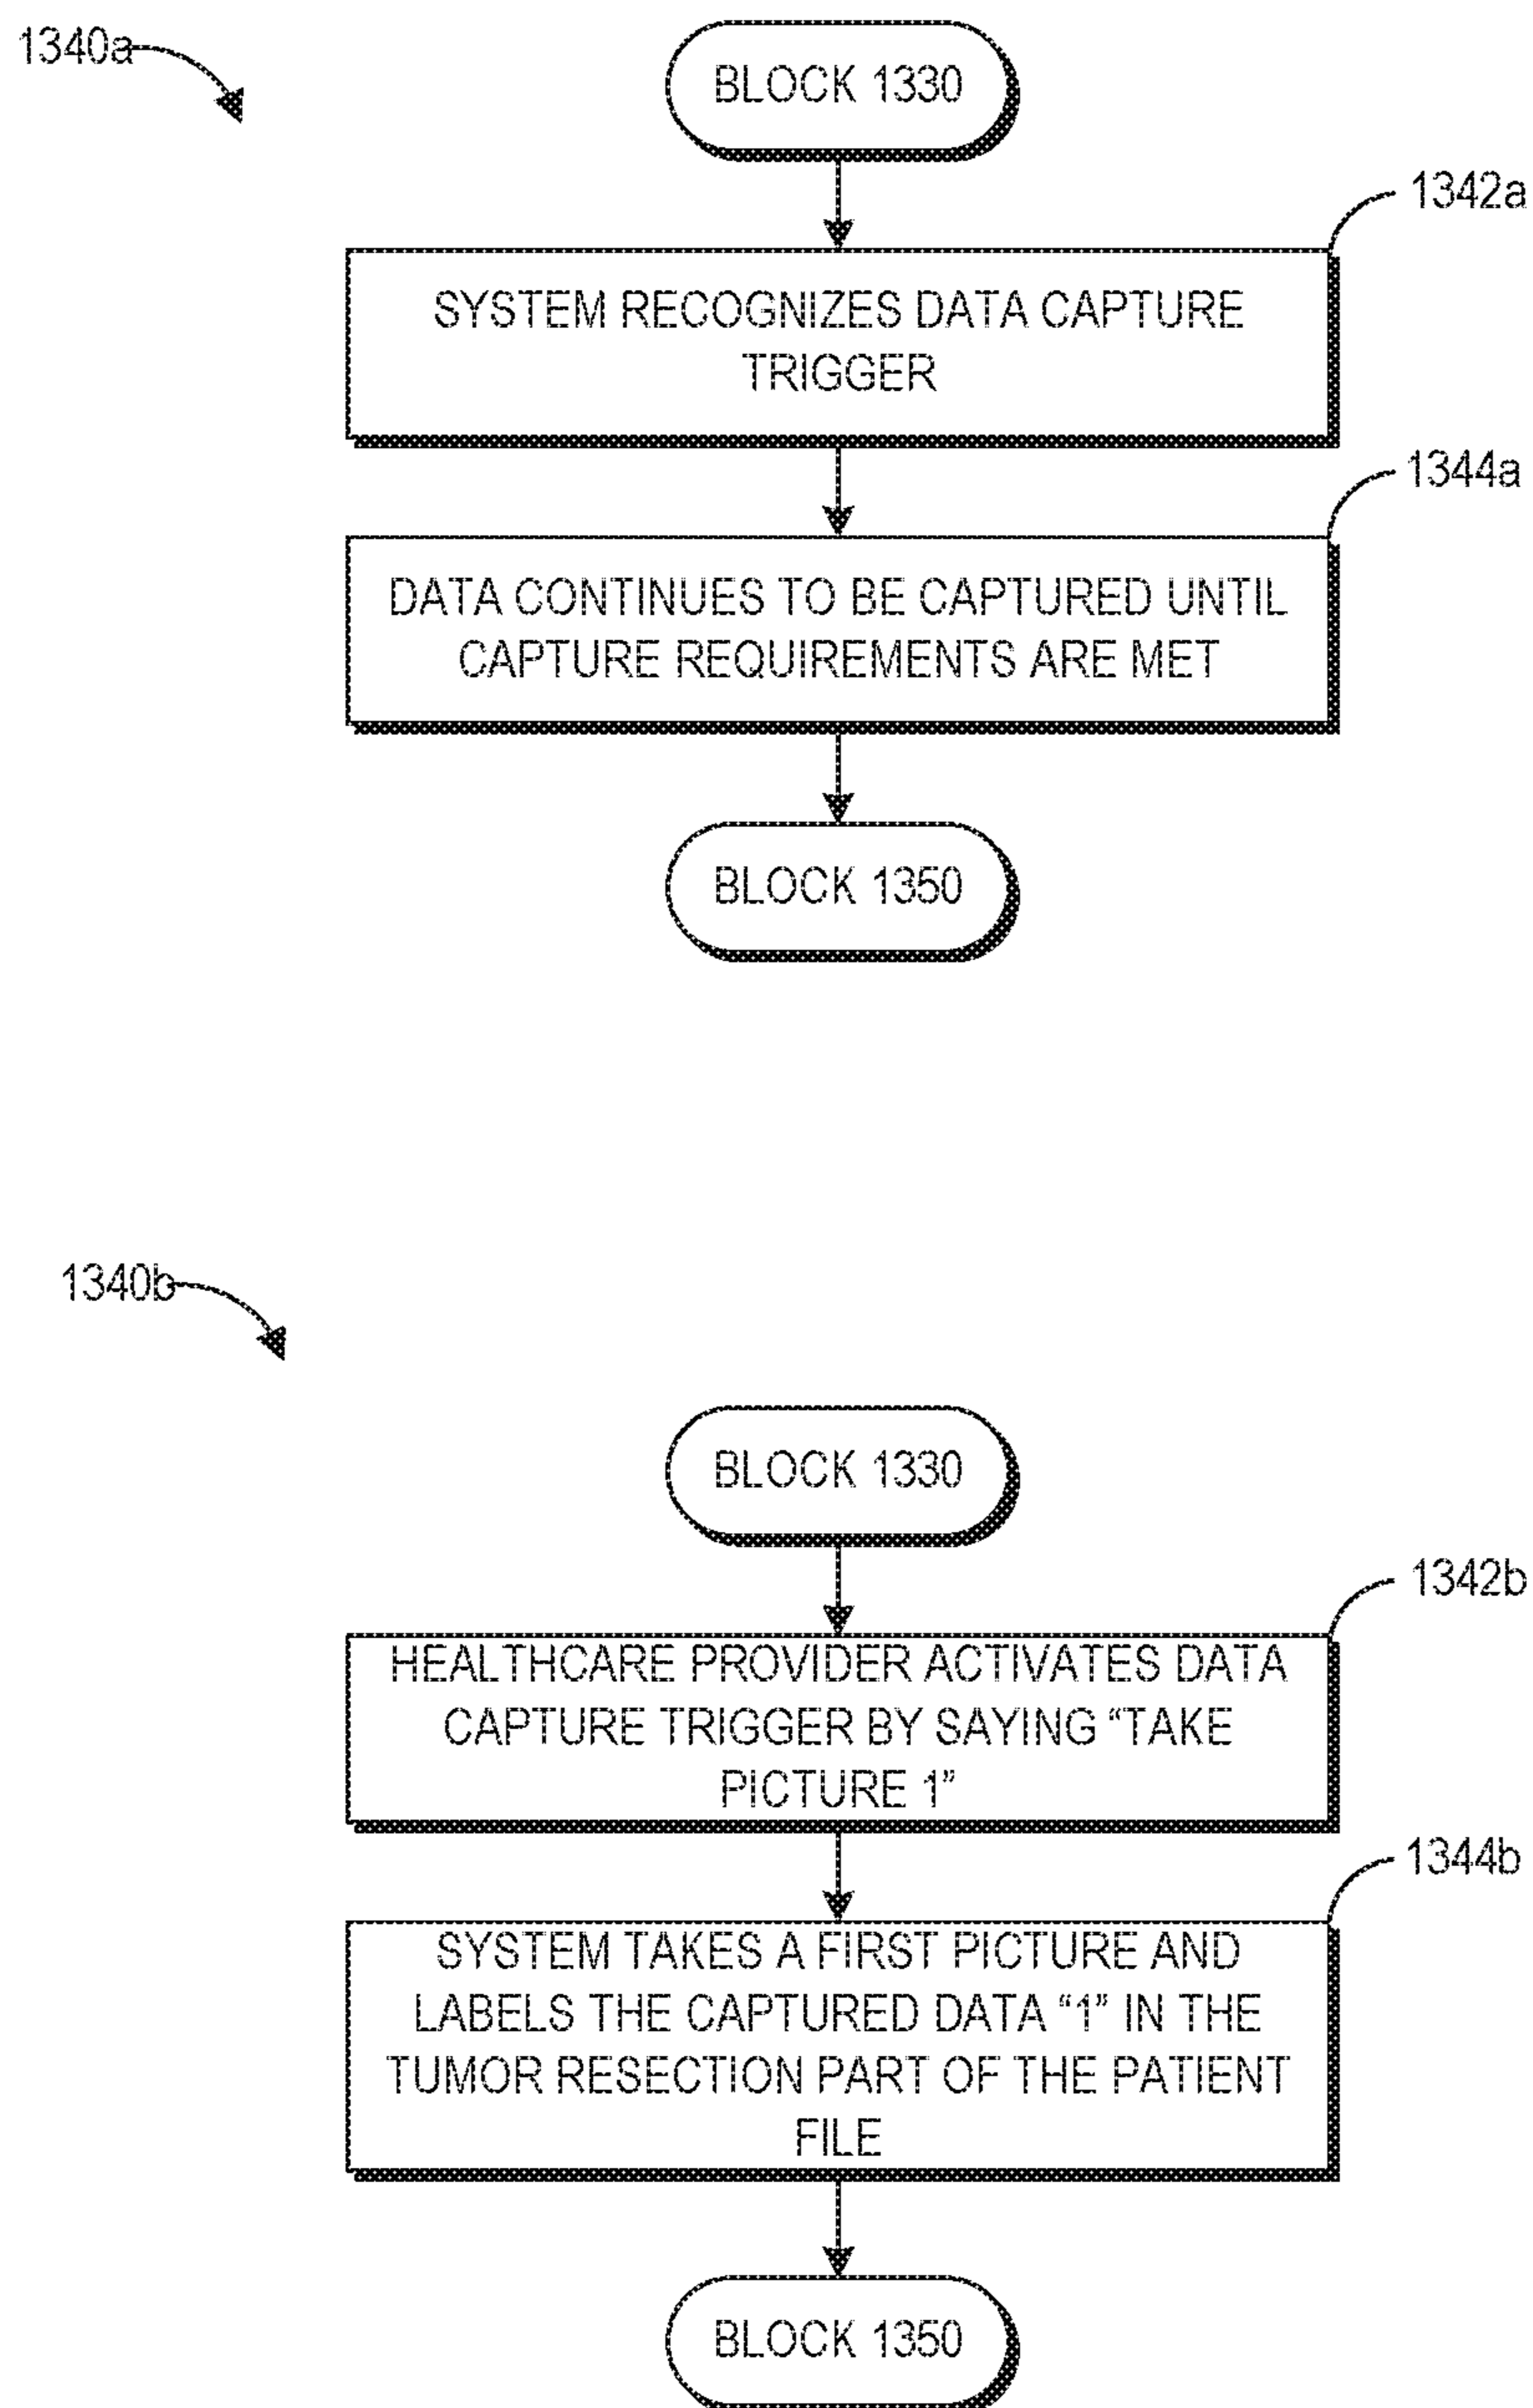 1340a
BLOCK 1330
1342a
SYSTEM RECOGNIZES DATA CAPTURE
TRIGGER
1344a
DATA CONTINUES TO BE CAPTURED UNTIL
CAPTURE REQUIREMENTS ARE MET
BLOCK 1350
1340b
BLOCK 1330
1342b
HEALTHCARE PROVIDER ACTIVATES DATA
CAPTURE TRIGGER BY SAYING “TAKE
PICTURE 1”
1344b
SYSTEM TAKES A FIRST PICTURE AND
LABELS THE CAPTURED DATA “1” IN THE
TUMOR RESECTION PART OF THE PATIENT
FILE
BLOCK 1350